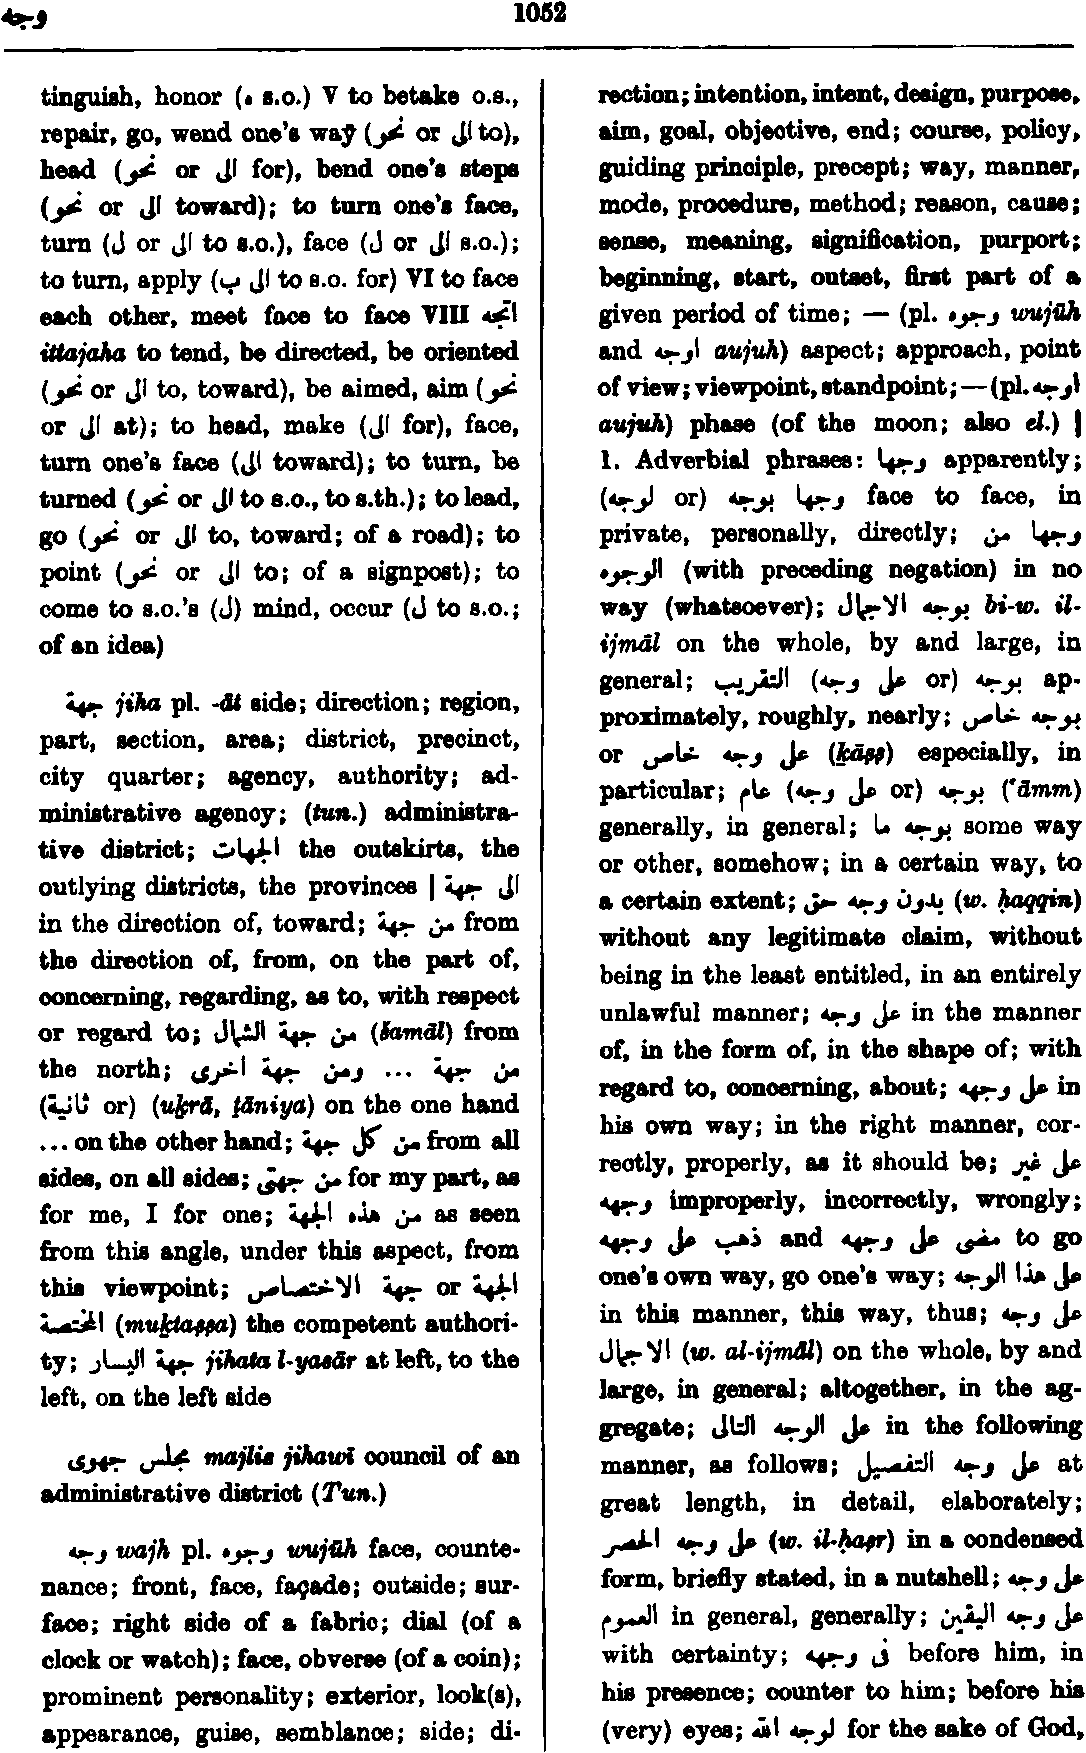 وجه
1052
tinguish, honor (ه s.o.) V to betake o.s.,
repair, go, wend one's way (نحو or الى to),
head (نحو or الى for), bend one's steps
(نحو or الى toward); to turn one's face,
turn (ل or الى to s.o.), face (ل or الى s.o.);
to turn, apply (ب الى to s.o. for) VI to face
each other, meet face to face VIII اتجه
ittajaha to tend, be directed, be oriented
(نحو or الى to, toward), be aimed, aim (نحو
or الى at); to head, make (الى for), face,
turn one's face (الى toward); to turn, be
turned (نحو or الى to s.o., to s.th.); to lead,
go (نحو or الى to, toward; of a road); to
point (نحو or الى to; of a signpost); to
come to s.o.'s (ل) mind, occur (ل to s.o.;
of an idea)
جهة jiha pl. -āt side; direction; region,
part, section, area; district, precinct,
city quarter; agency, authority; ad-
ministrative agency; (tun.) administra-
tive district; الجهات the outskirts, the
outlying districts, the provinces | الى جهة
in the direction of, toward; من جهة from
the direction of, from, on the part of,
concerning, regarding, as to, with respect
or regard to; من جهة الشمال (šamāl) from
the north; من جهة ... ومن جهة اخرى
(ثانية or) (uḵrā, ṯāniya) on the one hand
... on the other hand; من كل جهة from all
sides, on all sides; من جهتى for my part, as
for me, I for one; من هذه الجهة as seen
from this angle, under this aspect, from
this viewpoint; جهة الاختصاص or الجهة
المختصة (muḵtaṣṣa) the competent authori-
ty; جهة اليسار jihata l-yasār at left, to the
left, on the left side
مجلس جهوى majlis jihawī council of an
administrative district (Tun.)
وجه wajh pl. وجوه wujūh face, counte-
nance; front, face, façade; outside; sur-
face; right side of a fabric; dial (of a
clock or watch); face, obverse (of a coin);
prominent personality; exterior, look(s),
appearance, guise, semblance; side; di-
rection; intention, intent, design, purpose,
aim, goal, objective, end; course, policy,
guiding principle, precept; way, manner,
mode, procedure, method; reason, cause;
sense, meaning, signification, purport;
beginning, start, outset, first part of a
given period of time; — (pl. وجوه wujūh
and اوجه aujuh) aspect; approach, point
of view; viewpoint, standpoint; — (pl. اوجه
aujuh) phase (of the moon; also el.) |
1. Adverbial phrases: وجها apparently;
وجها بوجه (or لوجه) face to face, in
private, personally, directly; وجها من
الوجوه (with preceding negation) in no
way (whatsoever); بوجه الاجمال bi-w. il-
ijmāl on the whole, by and large, in
general; بوجه (or على وجه) التقريب ap-
proximately, roughly, nearly; بوجه خاص
or على وجه خاص (ḵāṣṣ) especially, in
particular; بوجه (or على وجه) عام (‘āmm)
generally, in general; بوجه ما some way
or other, somehow; in a certain way, to
a certain extent; بدون وجه حق (w. ḥaqqin)
without any legitimate claim, without
being in the least entitled, in an entirely
unlawful manner; على وجه in the manner
of, in the form of, in the shape of; with
regard to, concerning, about; على وجهه in
his own way; in the right manner, cor-
rectly, properly, as it should be; على غير
وجهه improperly, incorrectly, wrongly;
مضى على وجهه and ذهب على وجهه to go
one's own way, go one's way; على هذا الوجه
in this manner, this way, thus; على وجه
الاجمال (w. al-ijmāl) on the whole, by and
large, in general; altogether, in the ag-
gregate; على الوجه التالى in the following
manner, as follows; على وجه التفصيل at
great length, in detail, elaborately;
على وجه الحصر (w. il-ḥaṣr) in a condensed
form, briefly stated, in a nutshell; على وجه
العموم in general, generally; على وجه اليقين
with certainty; فى وجهه before him, in
his presence; counter to him; before his
(very) eyes; لوجه الله for the sake of God,